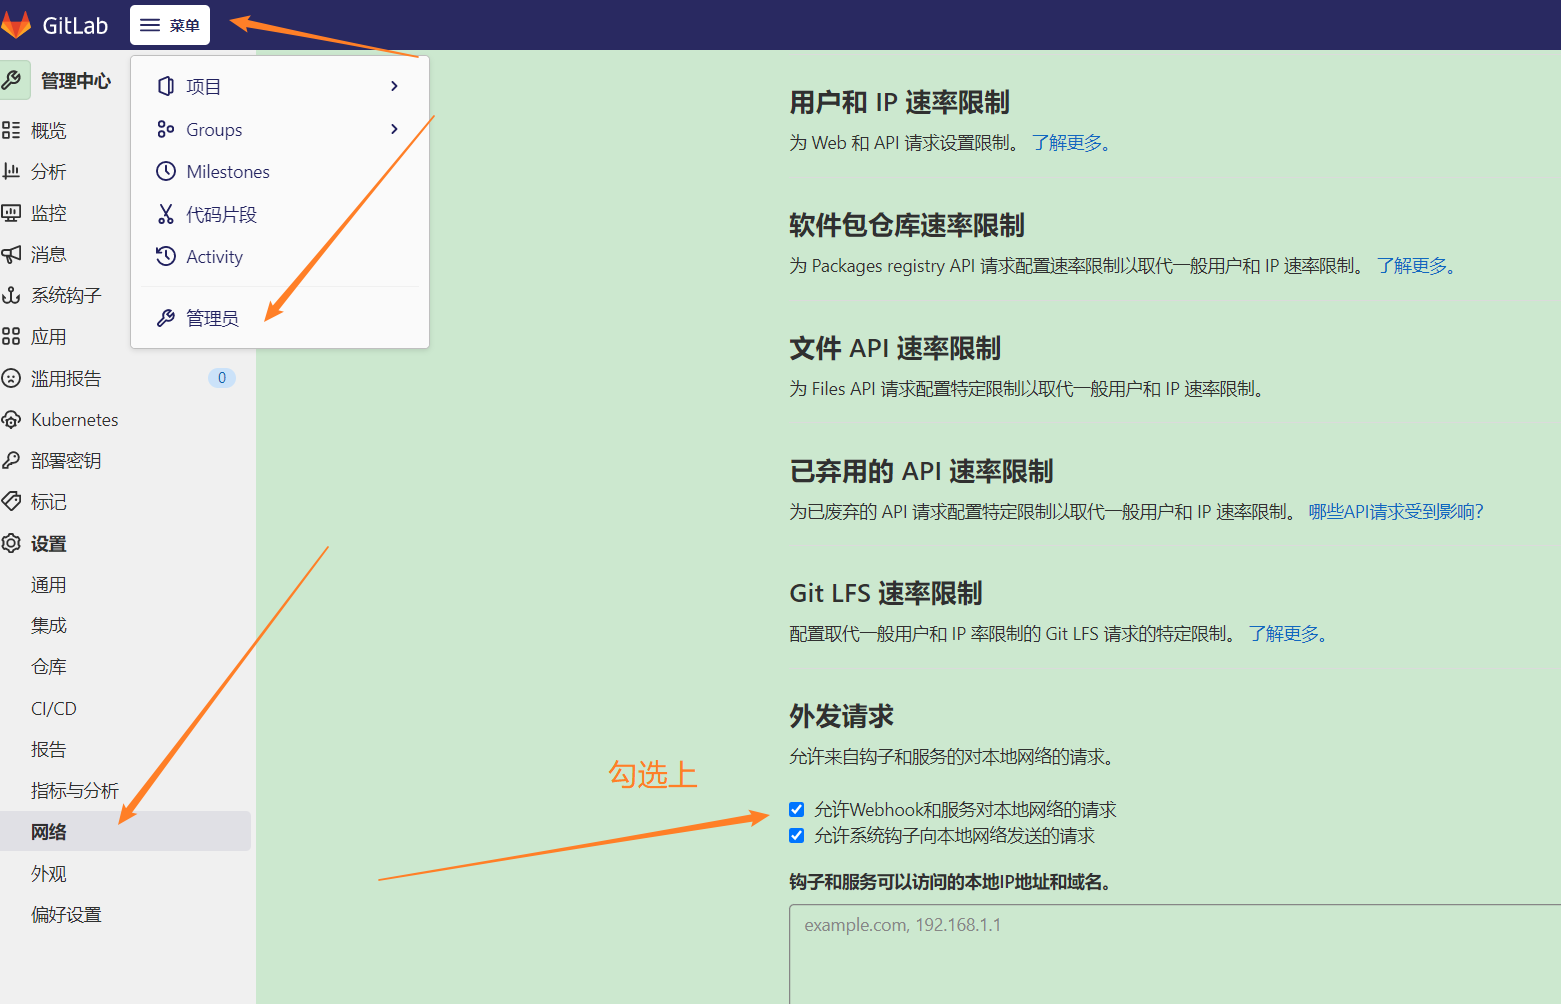 GitLab
菜单
管理中心
概览
分析
监控
消息
系统钩子
应用
滥用报告 0
Kubernetes
部署密钥
标记
设置
通用
集成
仓库
CI/CD
报告
指标与分析
网络
外观
偏好设置
项目
Groups
Milestones
代码片段
Activity
管理员
用户和 IP 速率限制
为 Web 和 API 请求设置限制。 了解更多。
软件包仓库速率限制
为 Packages registry API 请求配置速率限制以取代一般用户和 IP 速率限制。 了解更多。
文件 API 速率限制
为 Files API 请求配置特定限制以取代一般用户和 IP 速率限制。
已弃用的 API 速率限制
为已废弃的 API 请求配置特定限制以取代一般用户和 IP 速率限制。 哪些API请求受到影响?
Git LFS 速率限制
配置取代一般用户和 IP 率限制的 Git LFS 请求的特定限制。 了解更多。
外发请求
允许来自钩子和服务的对本地网络的请求。
勾选上
允许Webhook和服务对本地网络的请求
允许系统钩子向本地网络发送的请求
钩子和服务可以访问的本地IP地址和域名。
example.com, 192.168.1.1